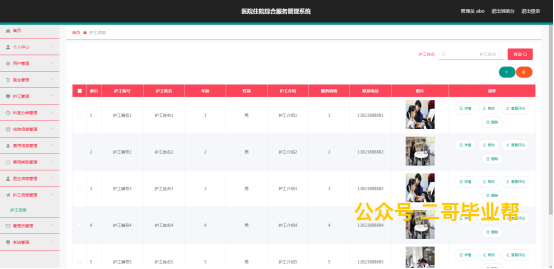 医院住院综合服务管理系统
管理员 abo 退出到前台 退出登录
首页
个人中心
用户管理
医生管理
护工管理
科室分类管理
住院信息管理
费用信息管理
医生信息管理
护工信息管理
护工信息
管理员管理
系统管理
首页 护工信息
护工姓名 护工姓名
索引 护工编号 护工姓名 年龄 性别 护工介绍 服务价格 联系电话 图片 操作
1 护工编号1 护工姓名1 1 男 护工介绍1 1 13823888881 详情 修改 查看评论
删除
2 护工编号2 护工姓名2 2 男 护工介绍2 2 13823888882 详情 修改 查看评论
删除
3 护工编号3 护工姓名3 3 男 护工介绍3 3 13823888883 详情 修改 查看评论
删除
4 护工编号4 护工姓名4 4 男 护工介绍4 4 13823888884 详情 修改 查看评论
删除
5 护工编号5 护工姓名5 5 男 护工介绍5 5 13823888885 详情 修改 查看评论
公众号 二哥毕业帮